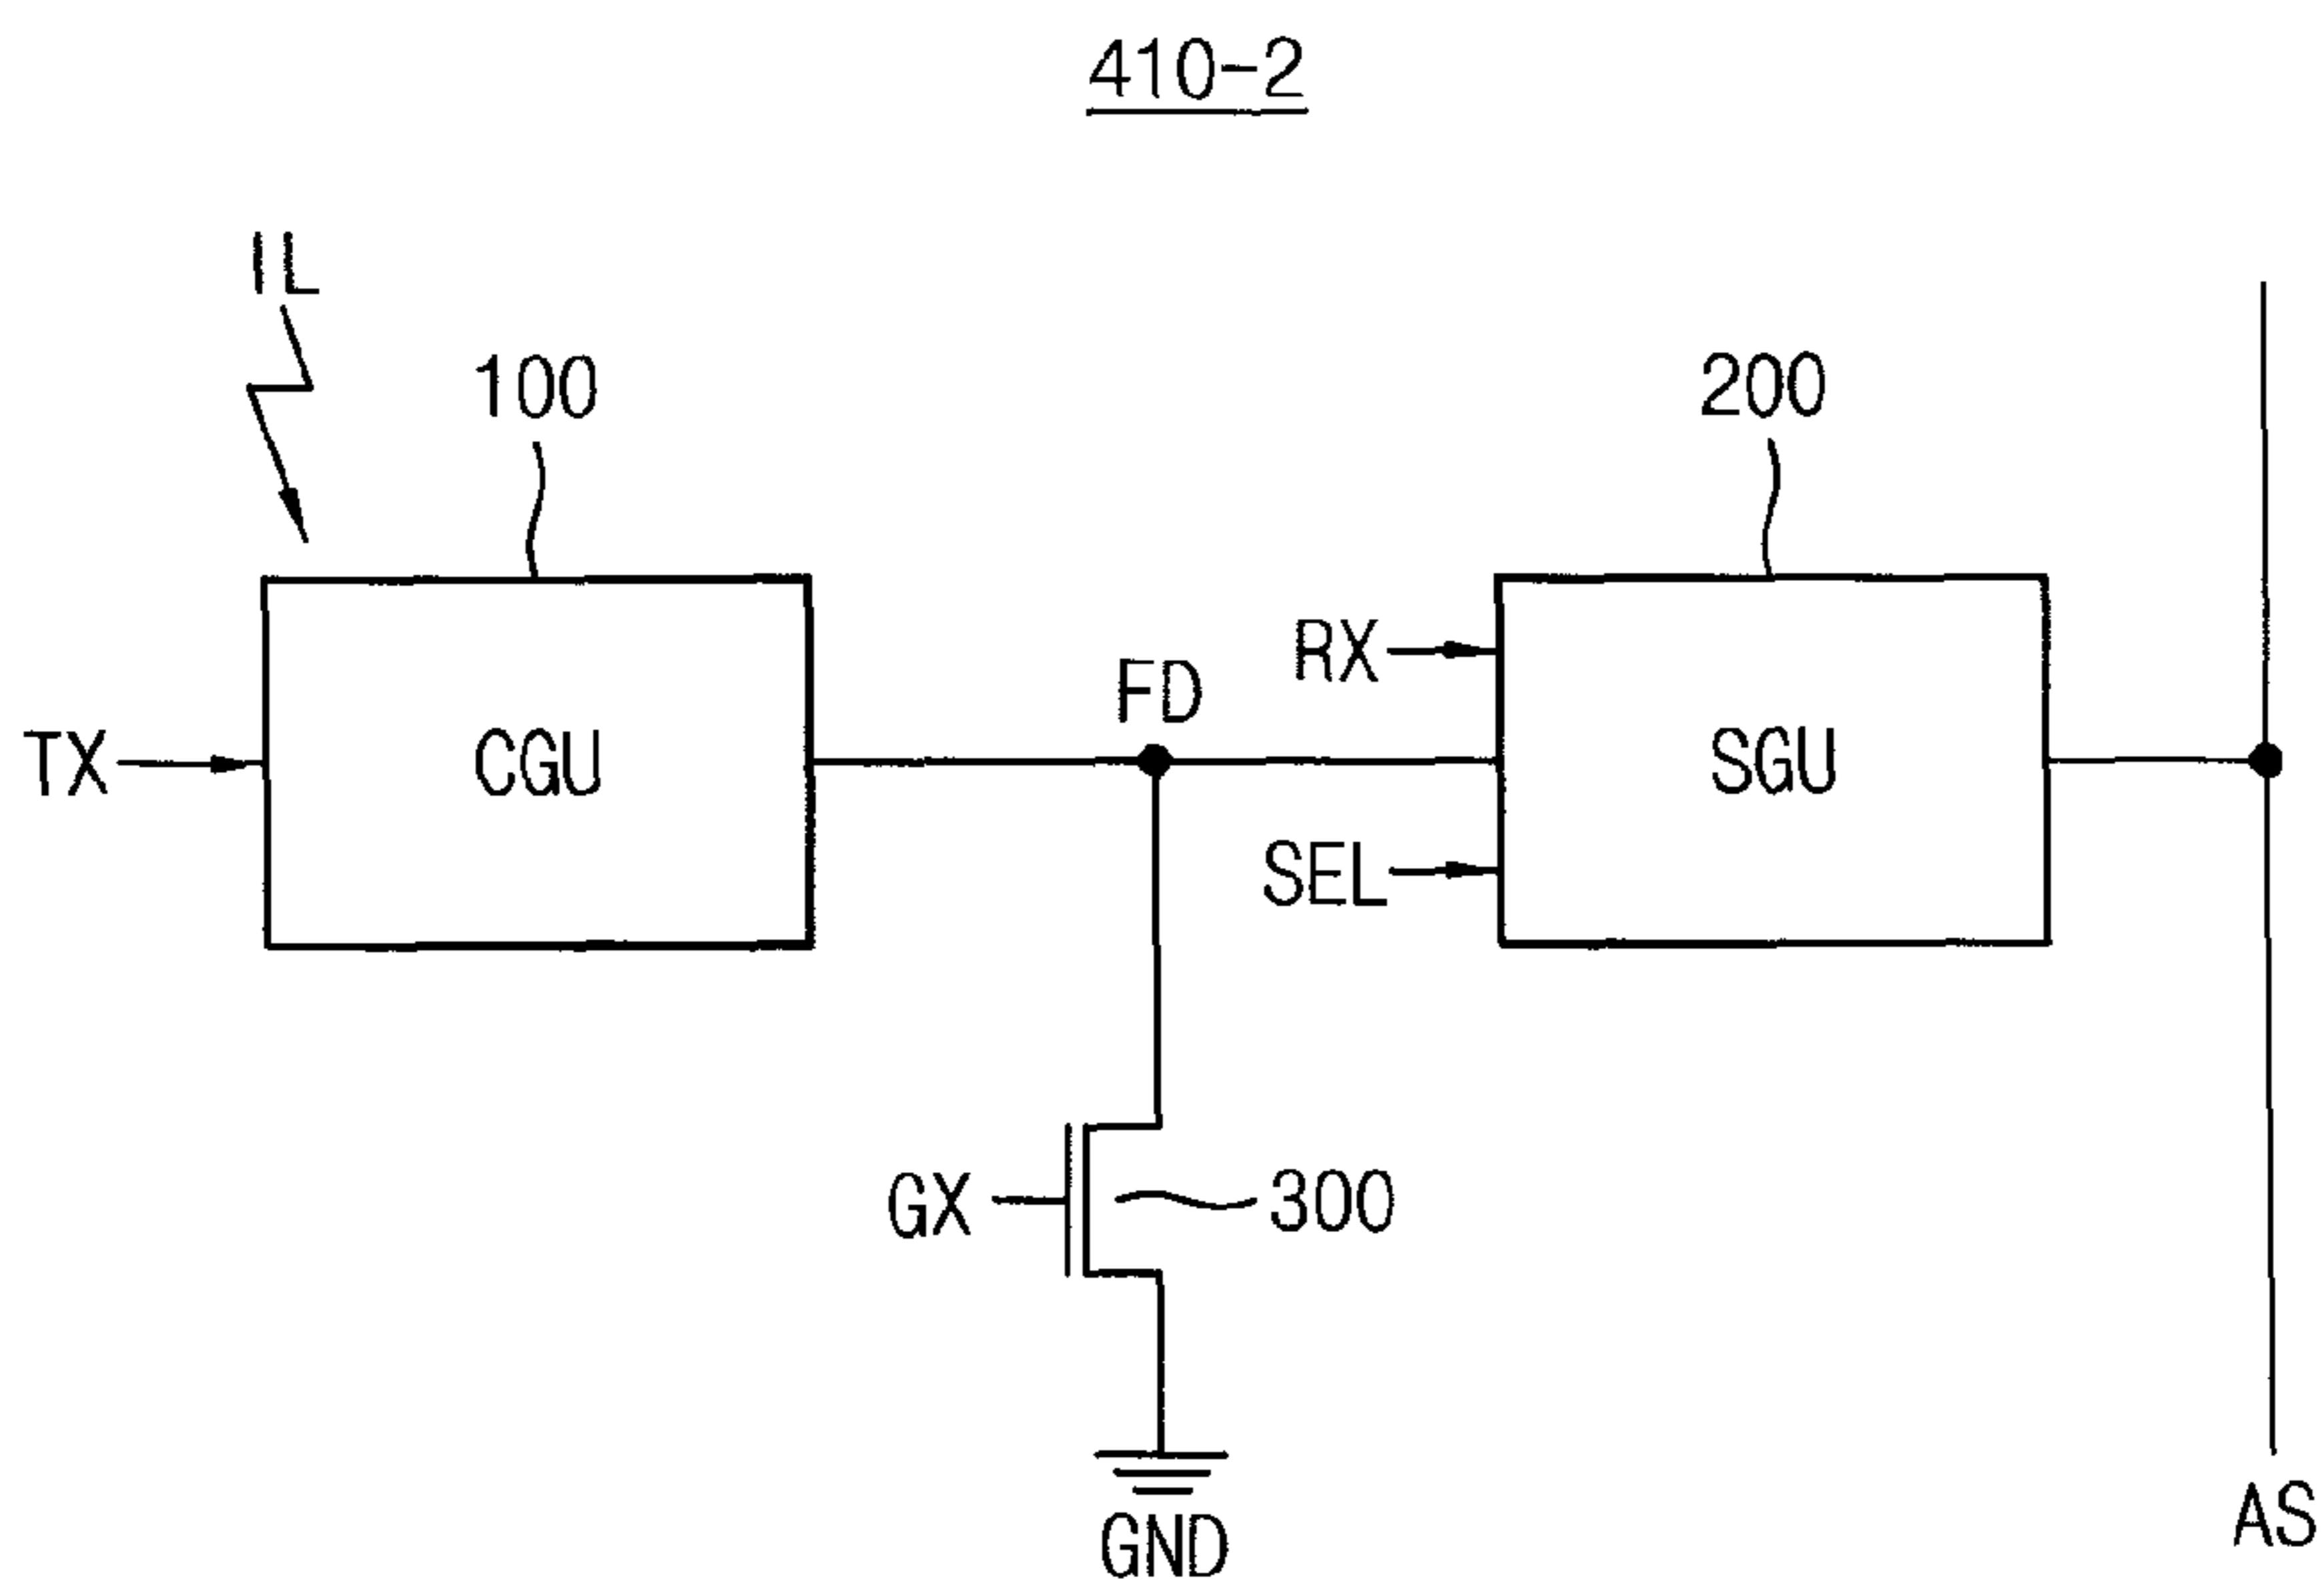 410-2
IL
100
200
RX
FD
TX
CGU
SGU
SEL
GX
300
GND
AS